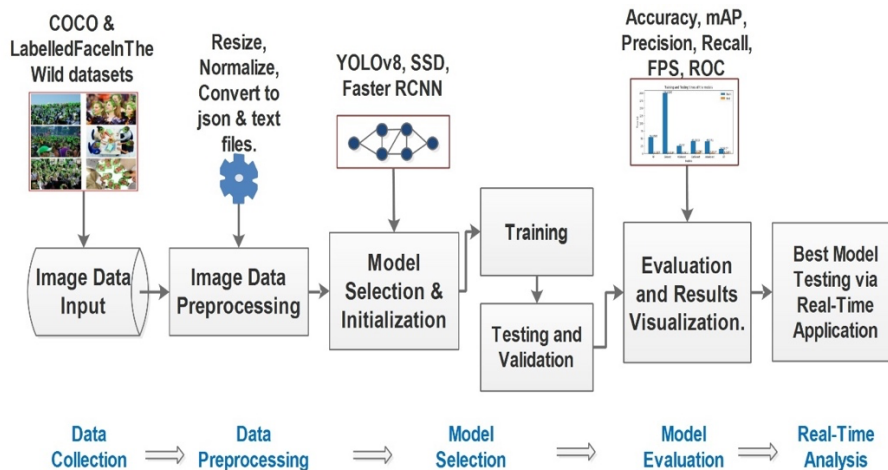 COCO &
LabelledFaceInThe
Wild datasets
Resize,
Normalize,
Convert to
json & text
files.
YOLOv8, SSD,
Faster RCNN
Accuracy, mAP,
Precision, Recall,
FPS, ROC
Image Data
Input
Image Data
Preprocessing
Model
Selection &
Initialization
Training
Testing and
Validation
Evaluation
and Results
Visualization.
Best Model
Testing via
Real-Time
Application
Data
Collection
Data
Preprocessing
Model
Selection
Model
Evaluation
Real-Time
Analysis